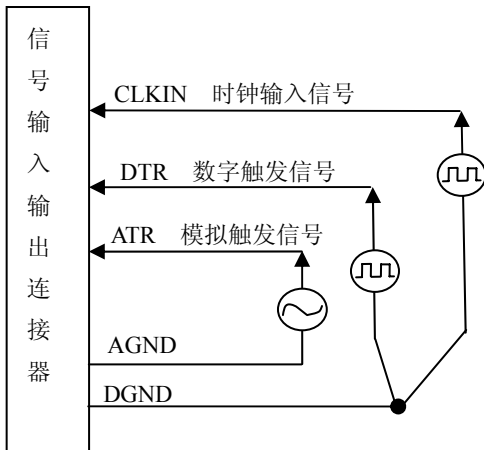 信号输入输出连接器
CLKIN 时钟输入信号
DTR 数字触发信号
ATR 模拟触发信号
AGND
DGND